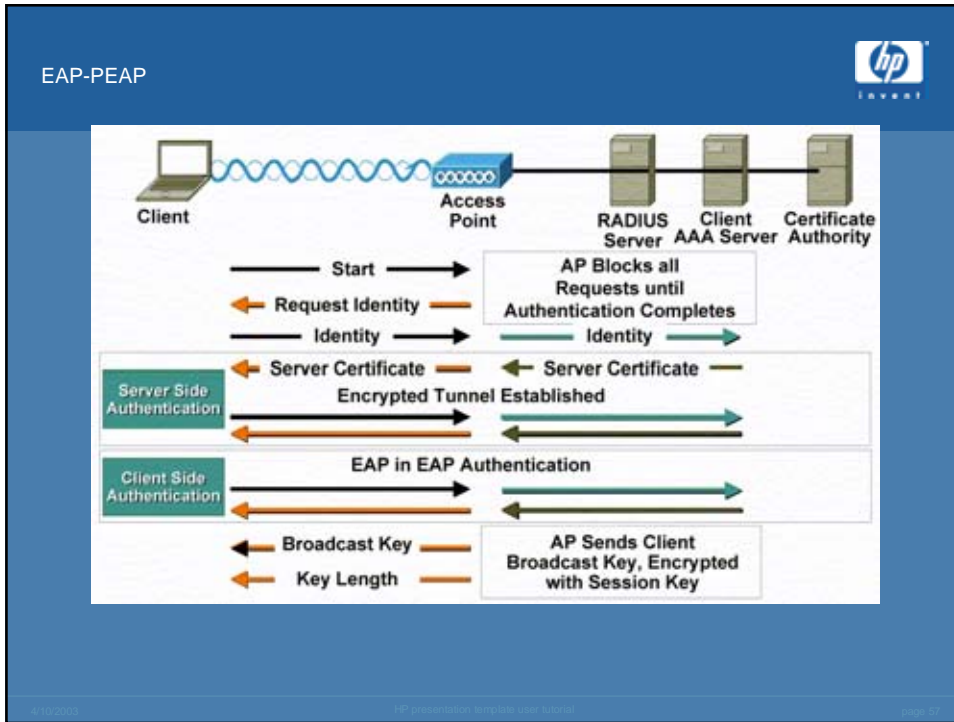 EAP-PEAP
hp
invent
Client
Access
Point
RADIUS
Server
Client
AAA Server
Certificate
Authority
Start
AP Blocks all
Requests until
Authentication Completes
Request Identity
Identity
Identity
Server Certificate
Server Certificate
Server Side
Authentication
Encrypted Tunnel Established
EAP in EAP Authentication
Client Side
Authentication
Broadcast Key
Key Length
AP Sends Client
Broadcast Key, Encrypted
with Session Key
4/10/2003
HP presentation template user tutorial
page 57